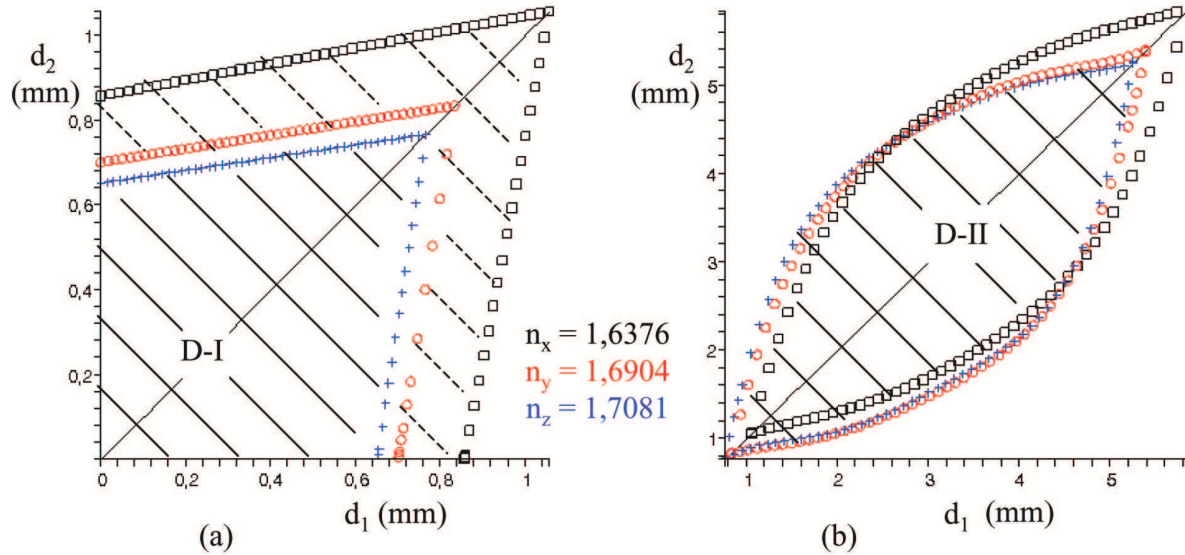 d2
(mm)
1
0,8
0,6
0,4
0,2
D-I
0
0,2
0,4
0,6
0,8
1
d1 (mm)
(a)
nx = 1,6376
ny = 1,6904
nz = 1,7081
d2
(mm)
5
4
3
2
1
D-II
1
2
3
4
5
d1 (mm)
(b)